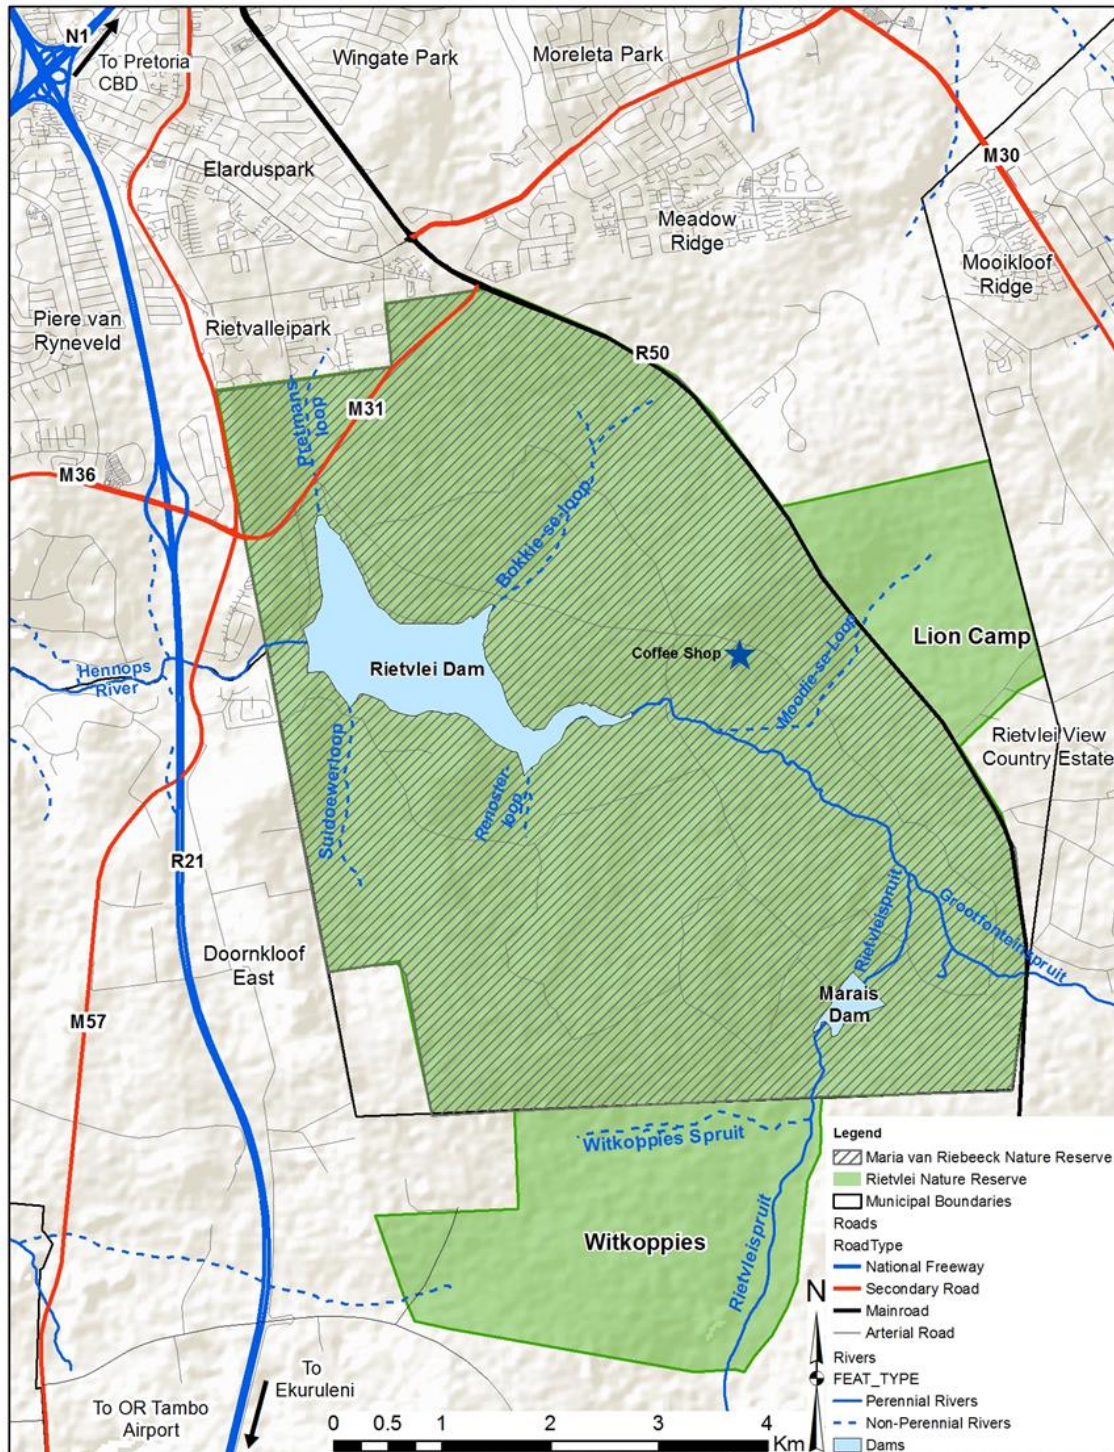 N1
To Pretoria
CBD
Wingate Park
Moreleta Park
Elarduspark
M30
Meadow
Ridge
Mooikloof
Ridge
Piere van
Ryneveld
Rietvalleipark
R50
Pretmans-
loop
M31
M36
Bokkie-se-loop
Hennops
River
Rietvlei Dam
Coffee Shop
Moodie-se-Loop
Lion Camp
Rietvlei View
Country Estate
Suidoewerloop
Renoster-
loop
R21
Rietvleispruit
Grootfonteinspruit
Doornkloof
East
Marais
Dam
M57
Witkoppies Spruit
Witkoppies
Rietvleispruit
To
Ekuruleni
To OR Tambo
Airport
Legend
Maria van Riebeeck Nature Reserve
Rietvlei Nature Reserve
Municipal Boundaries
Roads
RoadType
National Freeway
Secondary Road
Mainroad
Arterial Road
Rivers
FEAT_TYPE
Perennial Rivers
Non-Perennial Rivers
Dams
N
0 0.5 1 2 3 4
Km